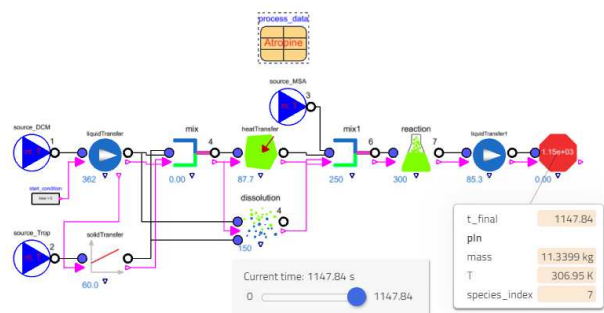 process_data
Atropine
source_MSA
3
source_DCM
1
liquidTransfer
mix
4
heatTransfer
mix1
6
reaction
7
liquidTransfer1
1.15e+03
362
0.00
87.7
250
300
85.3
0.00
start_condition
dissolution
4
150
source_Trop
2
solidTransfer
60.0
Current time: 1147.84 s
0
1147.84
t_final
1147.84
pIn
mass
11.3399 kg
T
306.95 K
species_index
7